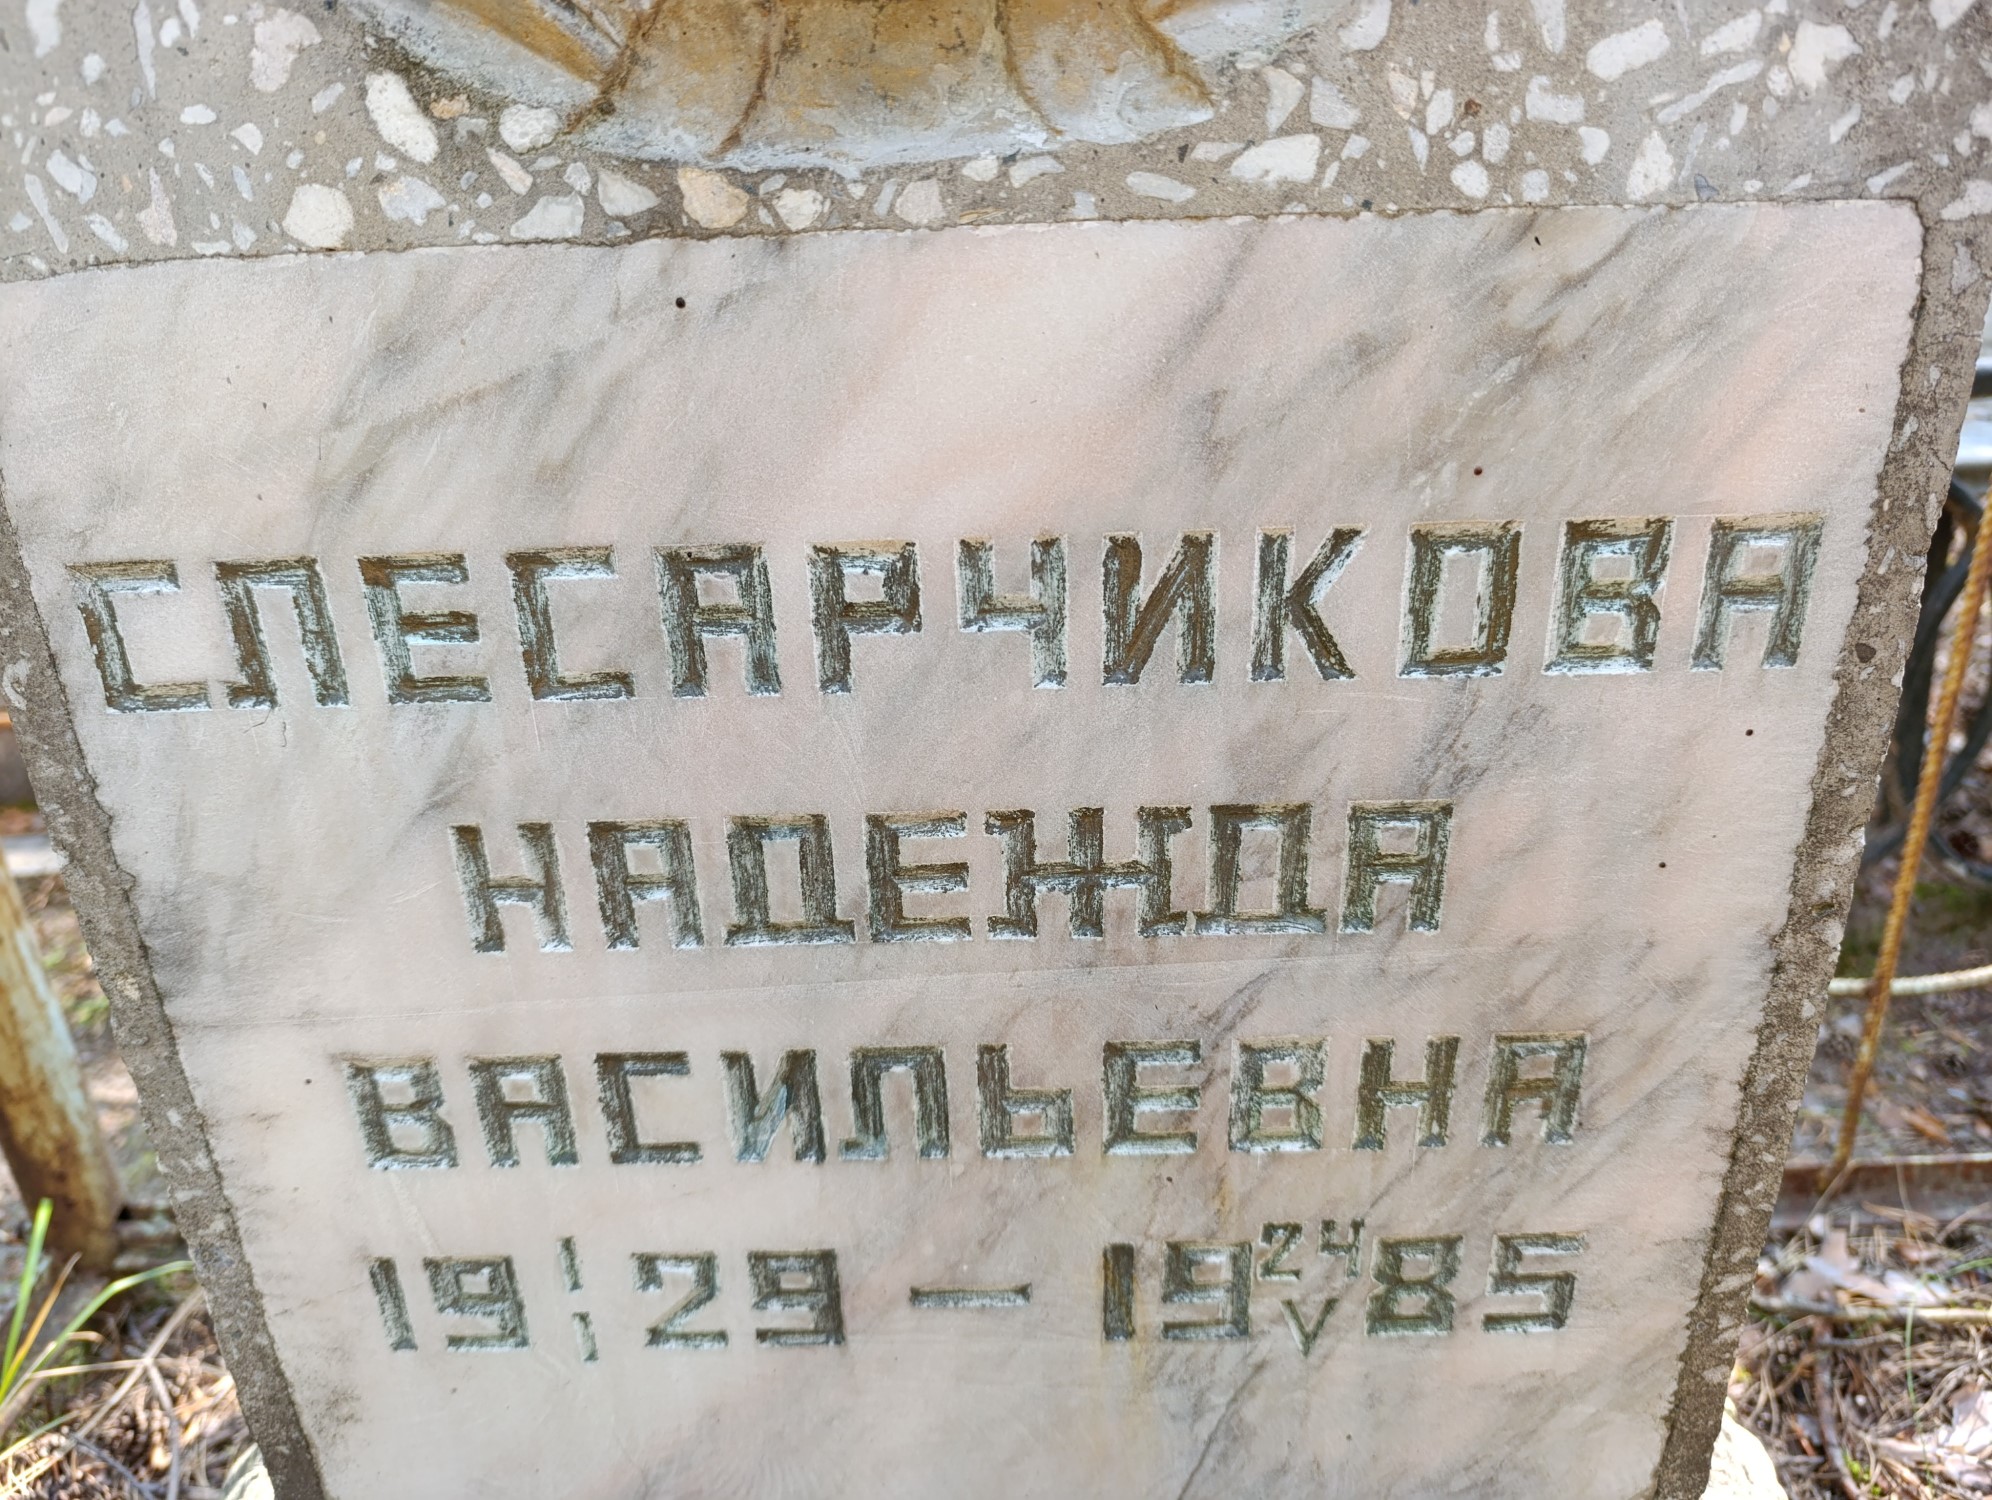 СЛЕСАРЧИКОВА
НАДЕЖДА
ВАСИЛЬЕВНА
19 1/I 29 — 19 24/V 85